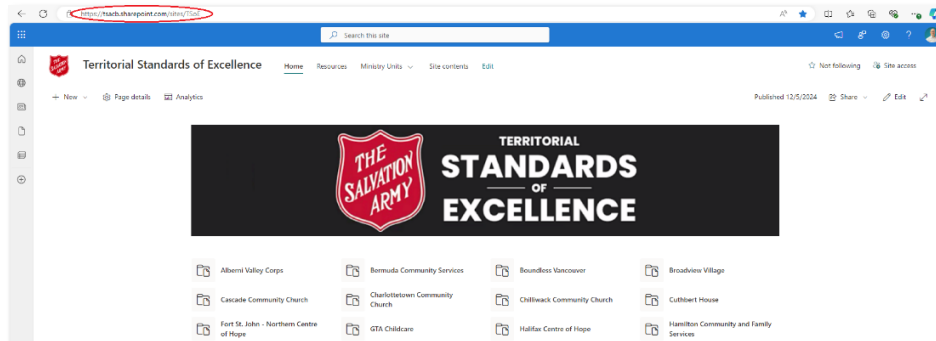 https://tsacb.sharepoint.com/sites/TSoE
Search this site
Territorial Standards of Excellence
Home Resources Ministry Units Site contents Edit
Not following Site access
+ New Page details Analytics
Published 12/5/2024 Share Edit
THE
SALVATION
ARMY
TERRITORIAL
STANDARDS
OF
EXCELLENCE
Alberni Valley Corps
Bermuda Community Services
Boundless Vancouver
Broadview Village
Cascade Community Church
Charlottetown Community
Church
Chilliwack Community Church
Cuthbert House
Fort St. John - Northern Centre
of Hope
GTA Childcare
Halifax Centre of Hope
Hamilton Community and Family
Services